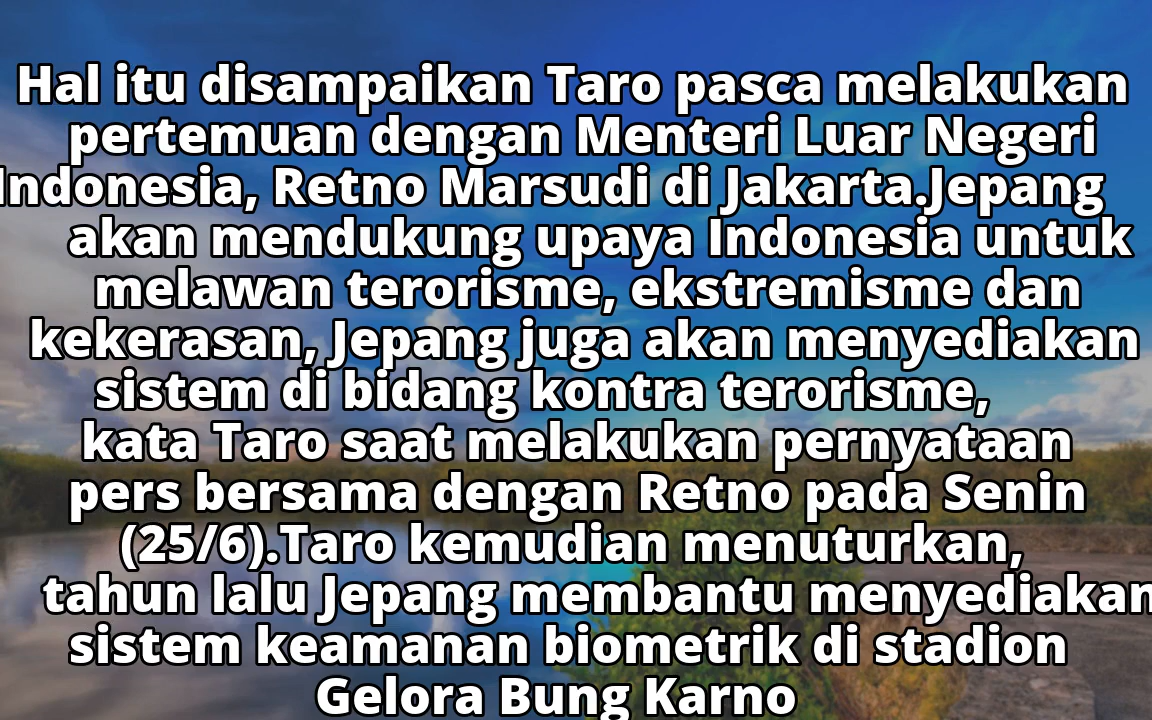 Hal itu disampaikan Taro pasca melakukan
pertemuan dengan Menteri Luar Negeri
Indonesia, Retno Marsudi di Jakarta.Jepang
akan mendukung upaya Indonesia untuk
melawan terorisme, ekstremisme dan
kekerasan, Jepang juga akan menyediakan
sistem di bidang kontra terorisme,
kata Taro saat melakukan pernyataan
pers bersama dengan Retno pada Senin
(25/6).Taro kemudian menuturkan,
tahun lalu Jepang membantu menyediakan
sistem keamanan biometrik di stadion
Gelora Bung Karno